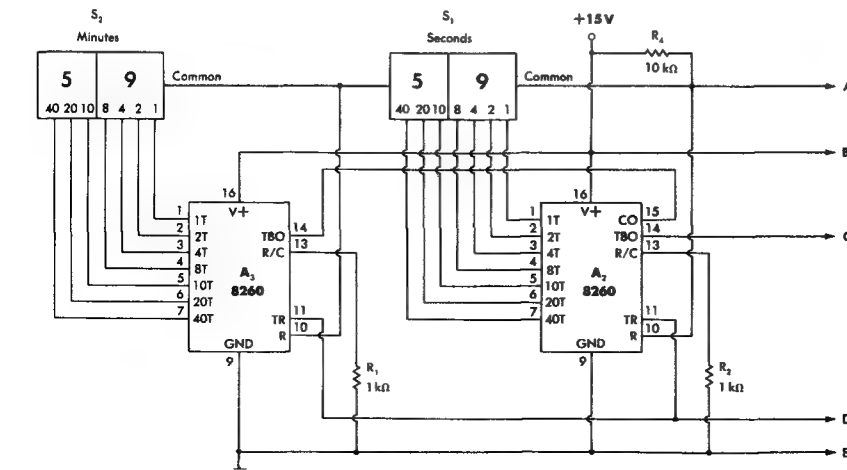 S2
Minutes
5 9
Common
40 20 10 8 4 2 1
S1
Seconds
5 9
Common
40 20 10 8 4 2 1
+15V
R4
10 kΩ
A
B
C
D
E
16
V+
1 1T
2 2T
3 4T
4 8T
5 10T
6 20T
7 40T
TBO 14
R/C 13
A3
8260
TR 11
R 10
GND
9
R1
1 kΩ
16
V+
1 1T
2 2T
3 4T
4 8T
5 10T
6 20T
7 40T
CO 15
TBO 14
R/C 13
A2
8260
TR 11
R 10
GND
9
R2
1 kΩ